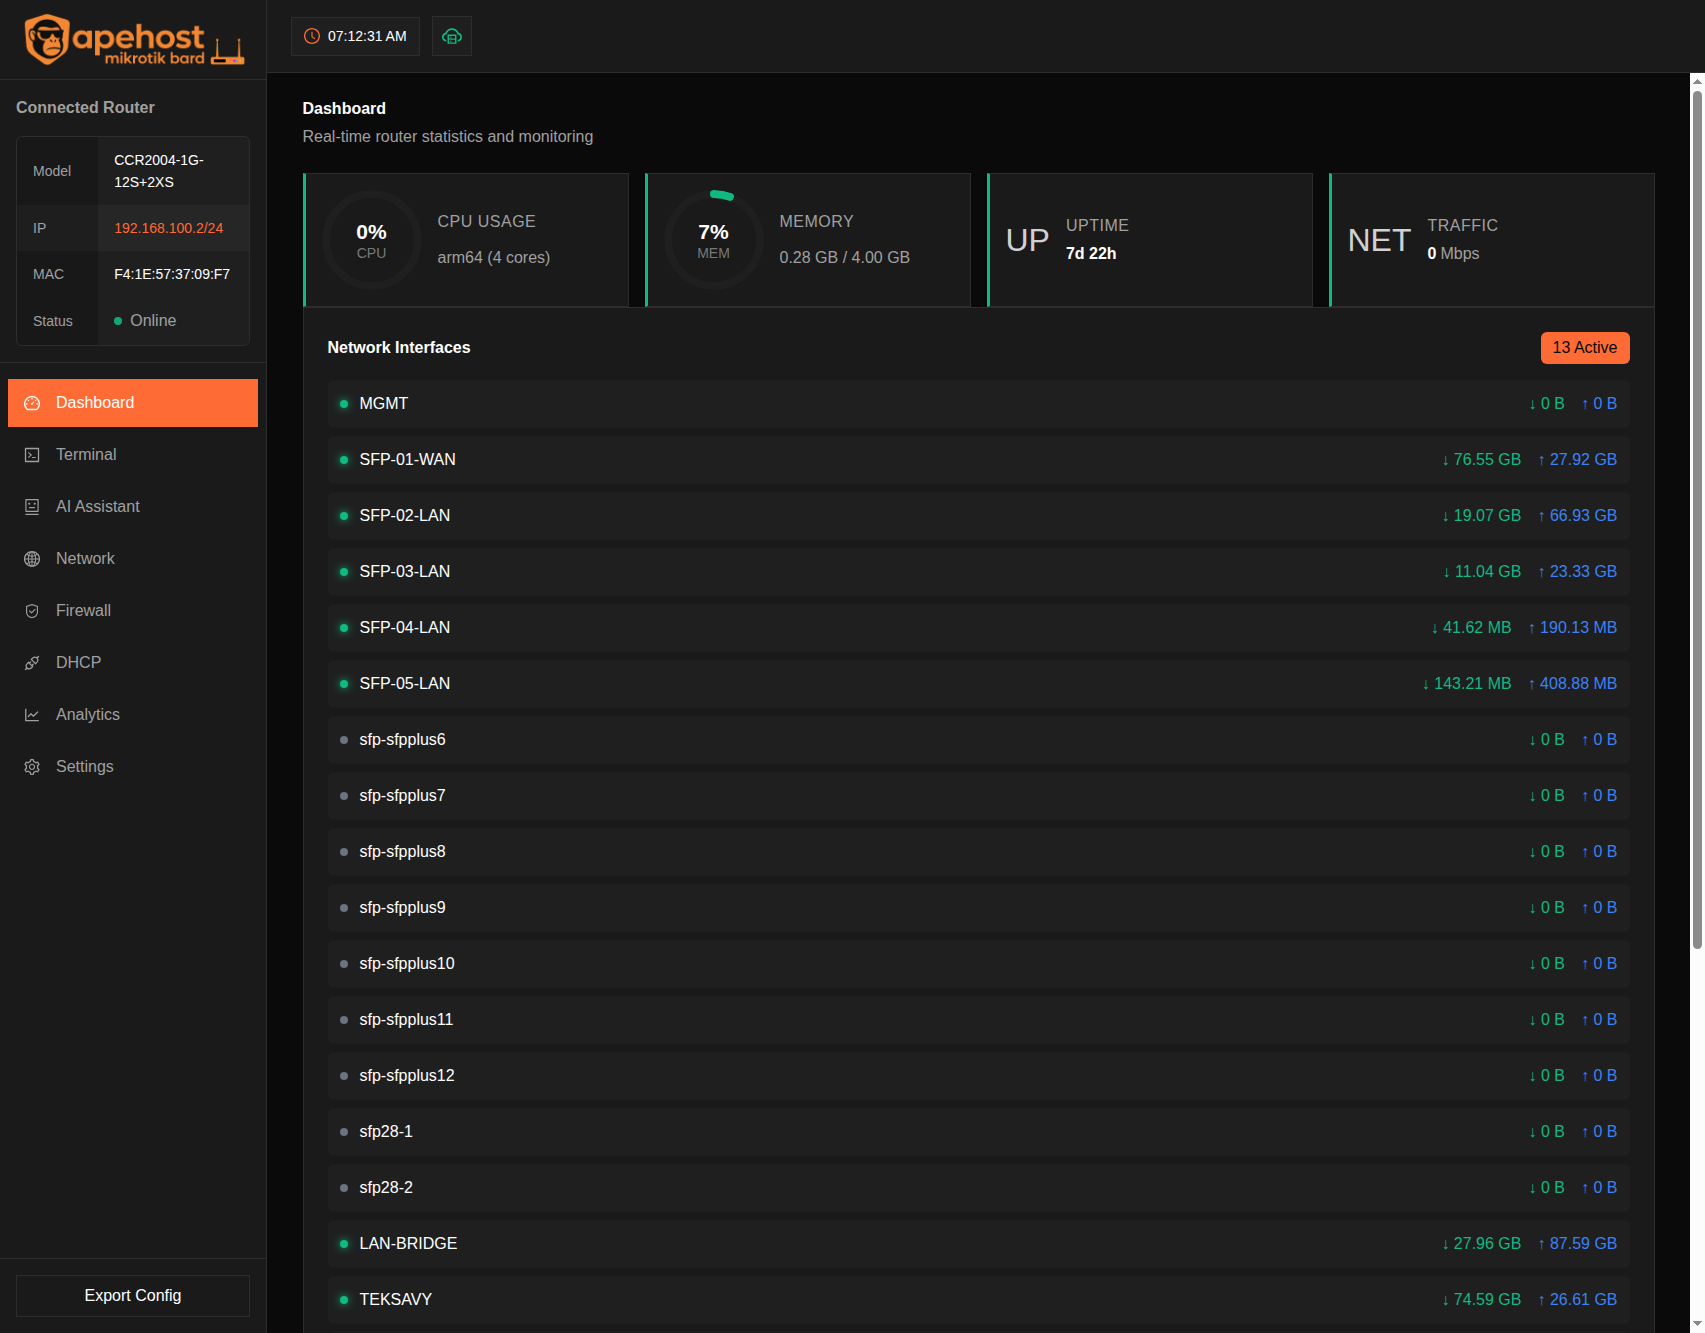 apehost
mikrotik bard
07:12:31 AM
Connected Router
Model
CCR2004-1G-
12S+2XS
IP
192.168.100.2/24
MAC
F4:1E:57:37:09:F7
Status
Online
Dashboard
Terminal
AI Assistant
Network
Firewall
DHCP
Analytics
Settings
Export Config
Dashboard
Real-time router statistics and monitoring
0%
CPU
CPU USAGE
arm64 (4 cores)
7%
MEM
MEMORY
0.28 GB / 4.00 GB
UP
UPTIME
7d 22h
NET
TRAFFIC
0 Mbps
Network Interfaces
13 Active
MGMT ↓ 0 B ↑ 0 B
SFP-01-WAN ↓ 76.55 GB ↑ 27.92 GB
SFP-02-LAN ↓ 19.07 GB ↑ 66.93 GB
SFP-03-LAN ↓ 11.04 GB ↑ 23.33 GB
SFP-04-LAN ↓ 41.62 MB ↑ 190.13 MB
SFP-05-LAN ↓ 143.21 MB ↑ 408.88 MB
sfp-sfpplus6 ↓ 0 B ↑ 0 B
sfp-sfpplus7 ↓ 0 B ↑ 0 B
sfp-sfpplus8 ↓ 0 B ↑ 0 B
sfp-sfpplus9 ↓ 0 B ↑ 0 B
sfp-sfpplus10 ↓ 0 B ↑ 0 B
sfp-sfpplus11 ↓ 0 B ↑ 0 B
sfp-sfpplus12 ↓ 0 B ↑ 0 B
sfp28-1 ↓ 0 B ↑ 0 B
sfp28-2 ↓ 0 B ↑ 0 B
LAN-BRIDGE ↓ 27.96 GB ↑ 87.59 GB
TEKSAVY ↓ 74.59 GB ↑ 26.61 GB